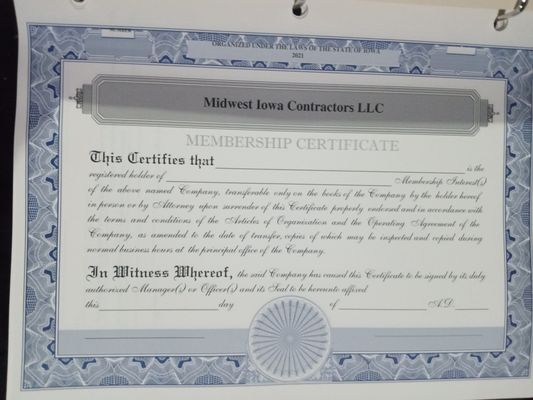 NUMBER
ORGANIZED UNDER THE LAWS OF THE STATE OF IOWA
2021
Midwest Iowa Contractors LLC
MEMBERSHIP CERTIFICATE
This Certifies that is the
registered holder of Membership Interest(s)
of the above named Company, transferable only on the books of the Company by the holder hereof
in person or by Attorney upon surrender of this Certificate properly endorsed and in accordance with
the terms and conditions of the Articles of Organization and the Operating Agreement of the
Company, as amended to the date of transfer, copies of which may be inspected and copied during
normal business hours at the principal office of the Company.
In Witness Whereof, the said Company has caused this Certificate to be signed by its duly
authorized Manager(s) or Officer(s) and its Seal to be hereunto affixed
this day of A.D.